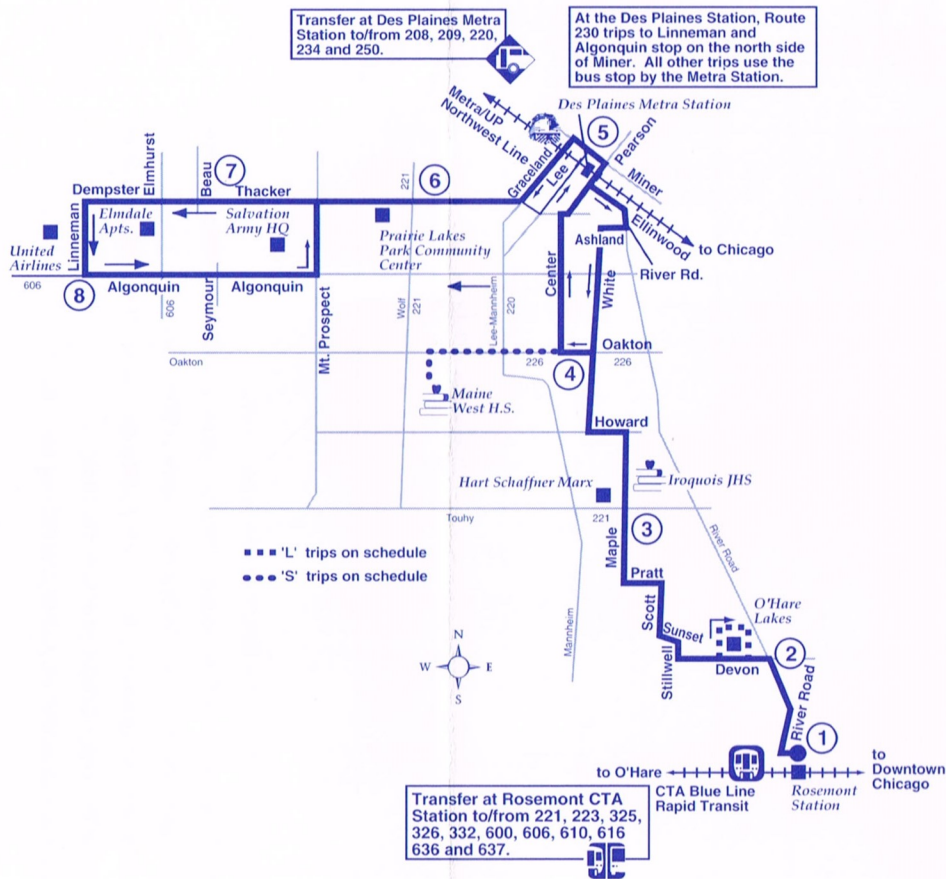 Transfer at Des Plaines Metra
Station to/from 208, 209, 220,
234 and 250.
At the Des Plaines Station, Route
230 trips to Linneman and
Algonquin stop on the north side
of Miner. All other trips use the
bus stop by the Metra Station.
Metra/UP
Northwest Line
Des Plaines Metra Station
5
Pearson
Miner
Graceland
Lee
Ellinwood
to Chicago
River Rd.
Ashland
Elmhurst
Beau
7
221
6
Dempster
Thacker
Linneman
Elmdale
Apts.
Salvation
Army HQ
United
Airlines
606
8
Algonquin
606
Seymour
Algonquin
Mt. Prospect
Prairie Lakes
Park Community
Center
Wolf
221
Lee-Mannheim
220
Center
White
Oakton
Oakton
226
226
4
Maine
West H.S.
Howard
Hart Schaffner Marx
Iroquois JHS
Touhy
221
3
Maple
River Road
'L' trips on schedule
'S' trips on schedule
Pratt
Scott
Sunset
Stillwell
Mannheim
O'Hare
Lakes
Devon
2
River Road
1
N
W
E
S
to O'Hare
CTA Blue Line
Rapid Transit
Rosemont
Station
to
Downtown
Chicago
Transfer at Rosemont CTA
Station to/from 221, 223, 325,
326, 332, 600, 606, 610, 616
636 and 637.